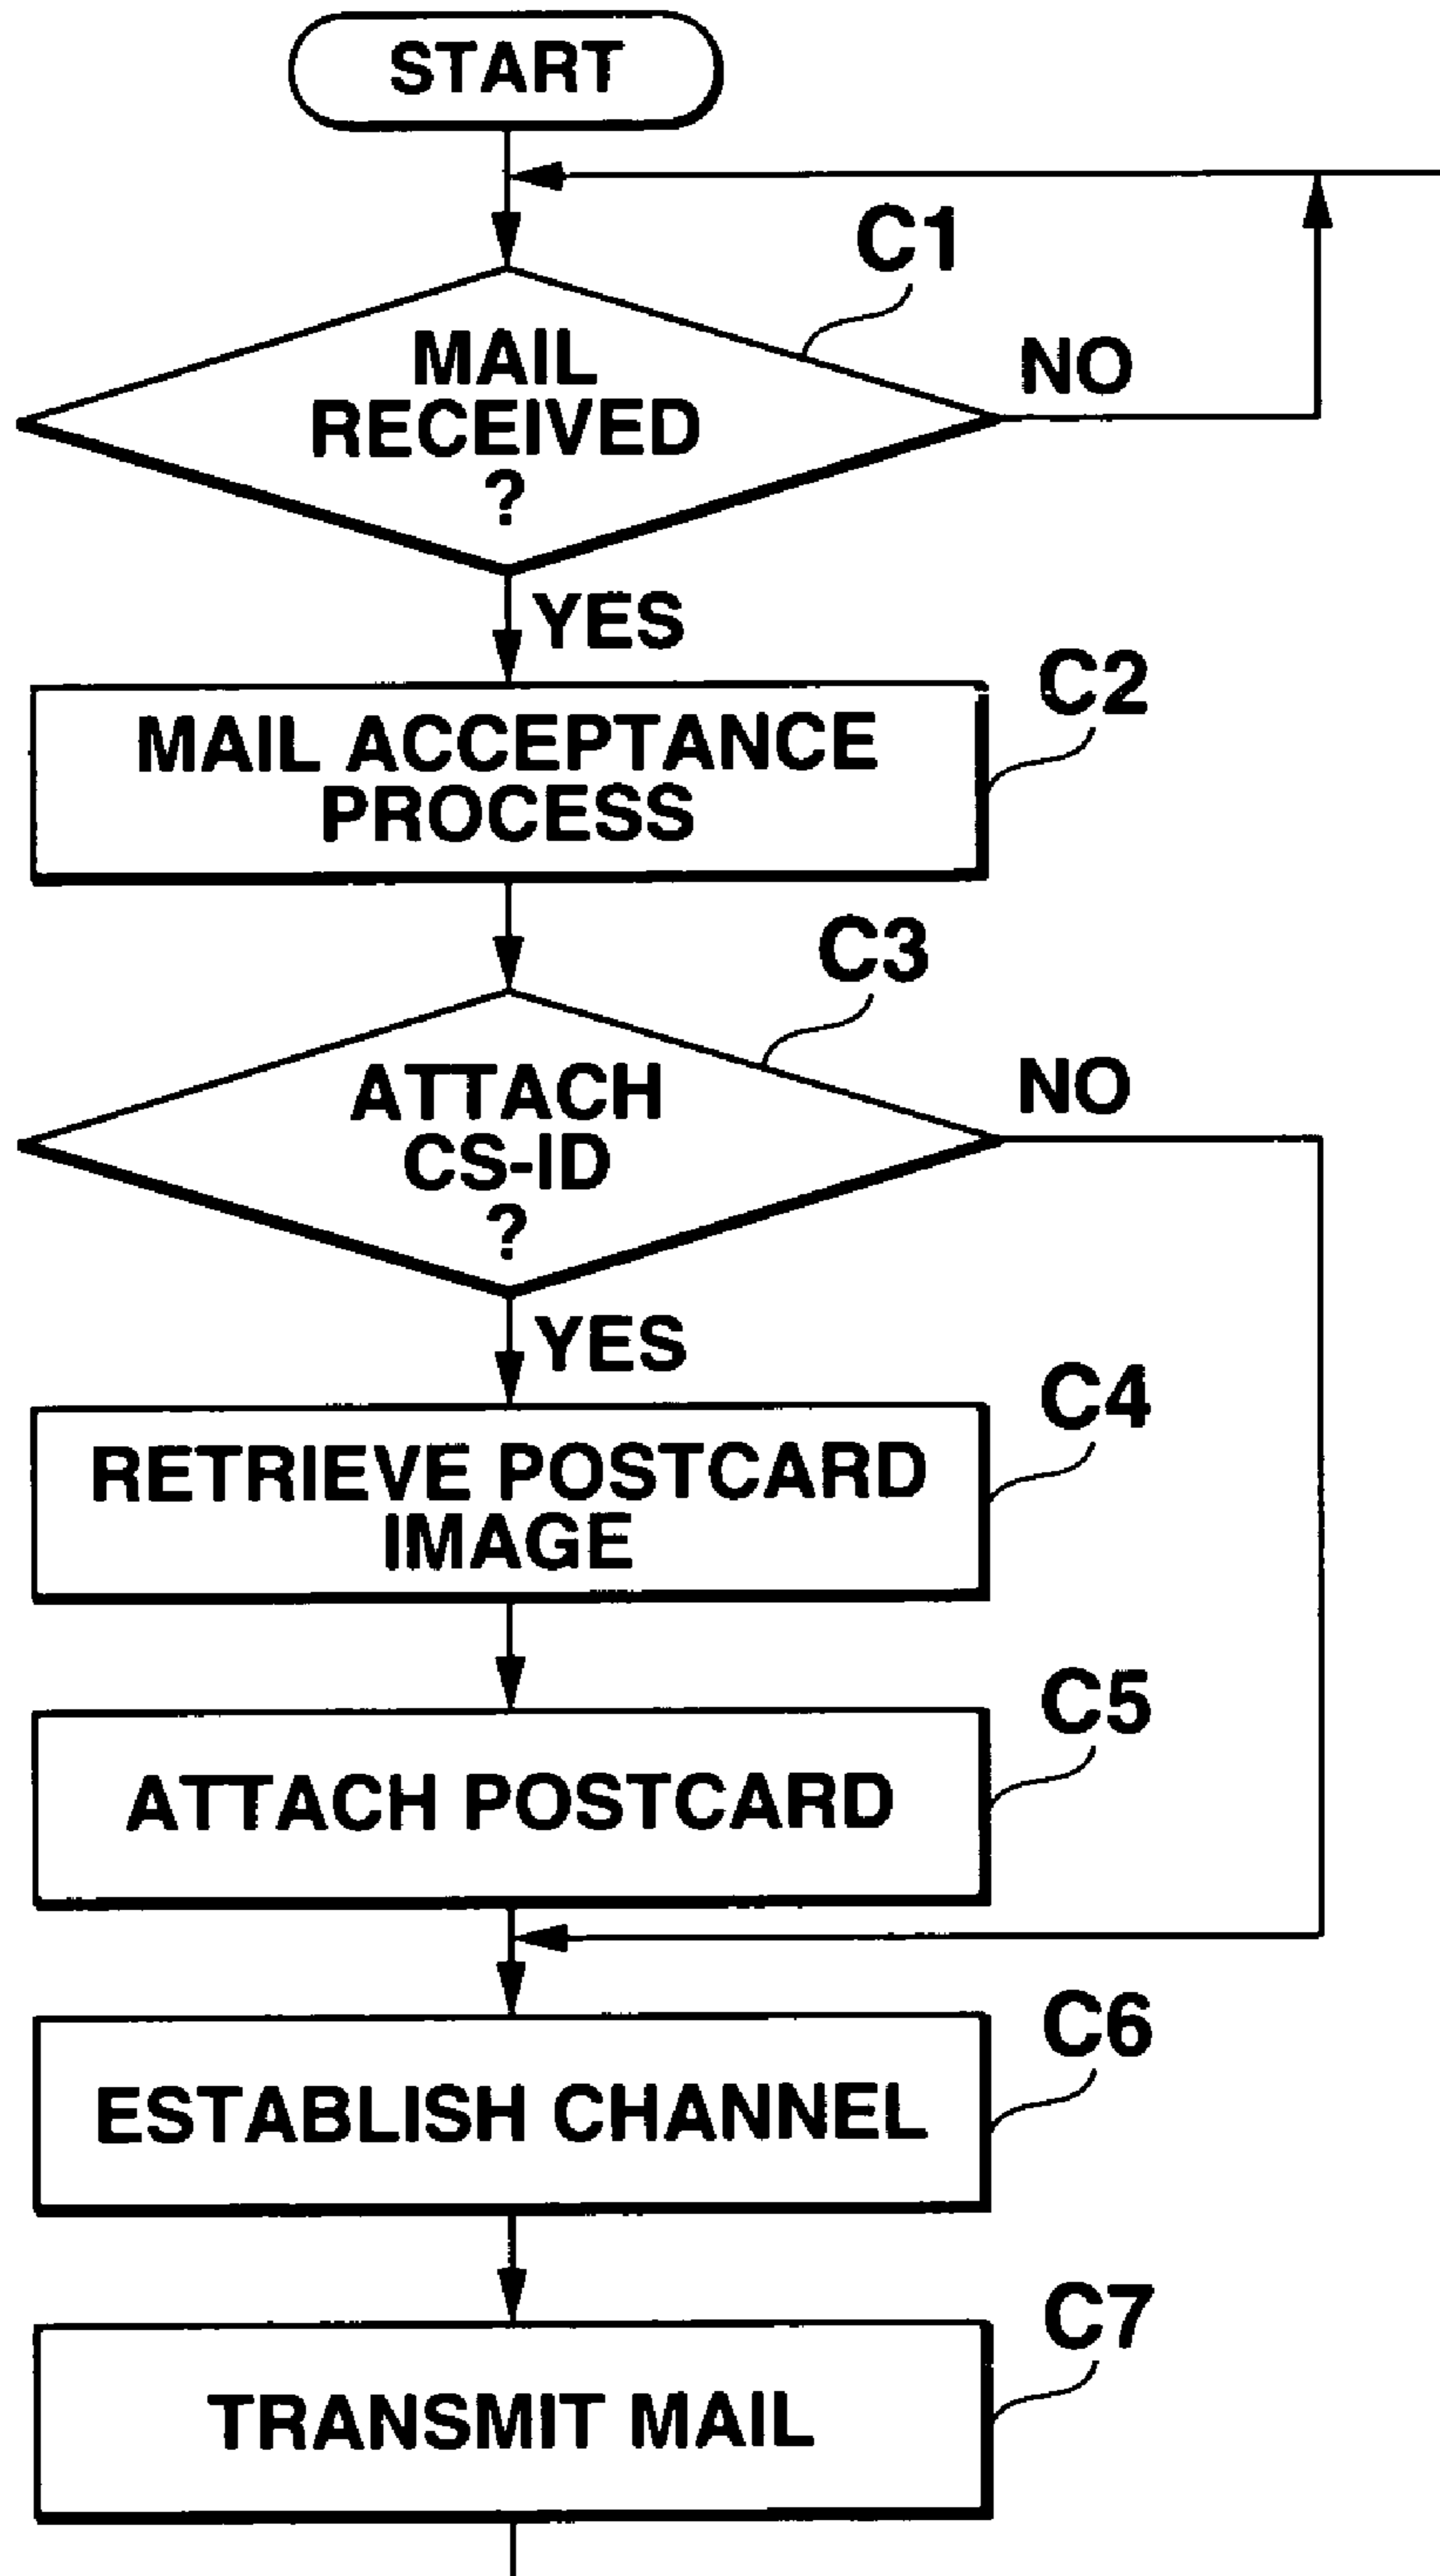 START
C1
MAIL
RECEIVED
?
NO
YES
C2
MAIL ACCEPTANCE
PROCESS
C3
ATTACH
CS-ID
?
NO
YES
C4
RETRIEVE POSTCARD
IMAGE
C5
ATTACH POSTCARD
C6
ESTABLISH CHANNEL
C7
TRANSMIT MAIL